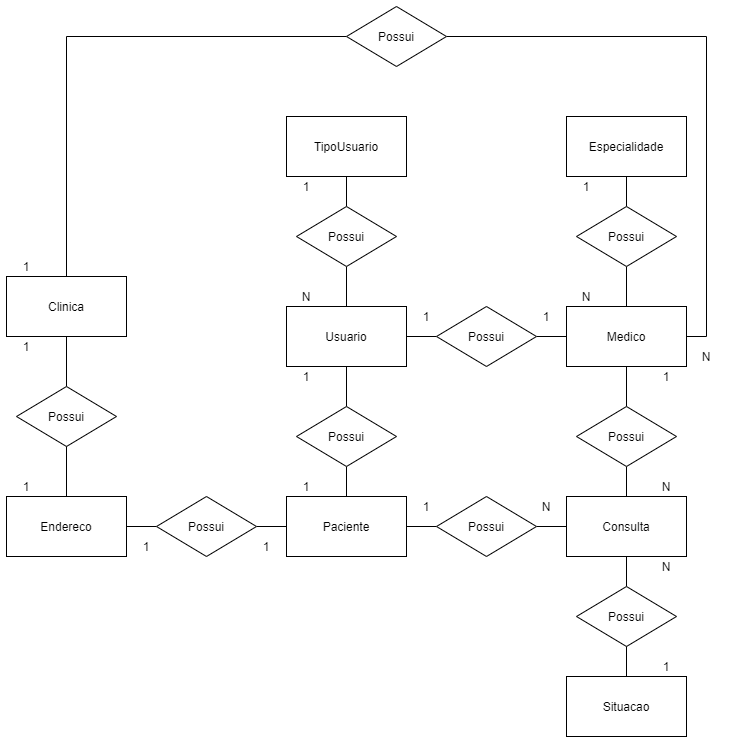 Possui
TipoUsuario
Especialidade
1
1
Possui
Possui
1
N
N
Clinica
Usuario
1
Possui
1
Medico
1
N
1
1
Possui
Possui
Possui
1
1
N
Endereco
Possui
Paciente
1
Possui
N
Consulta
1
1
N
Possui
1
Situacao